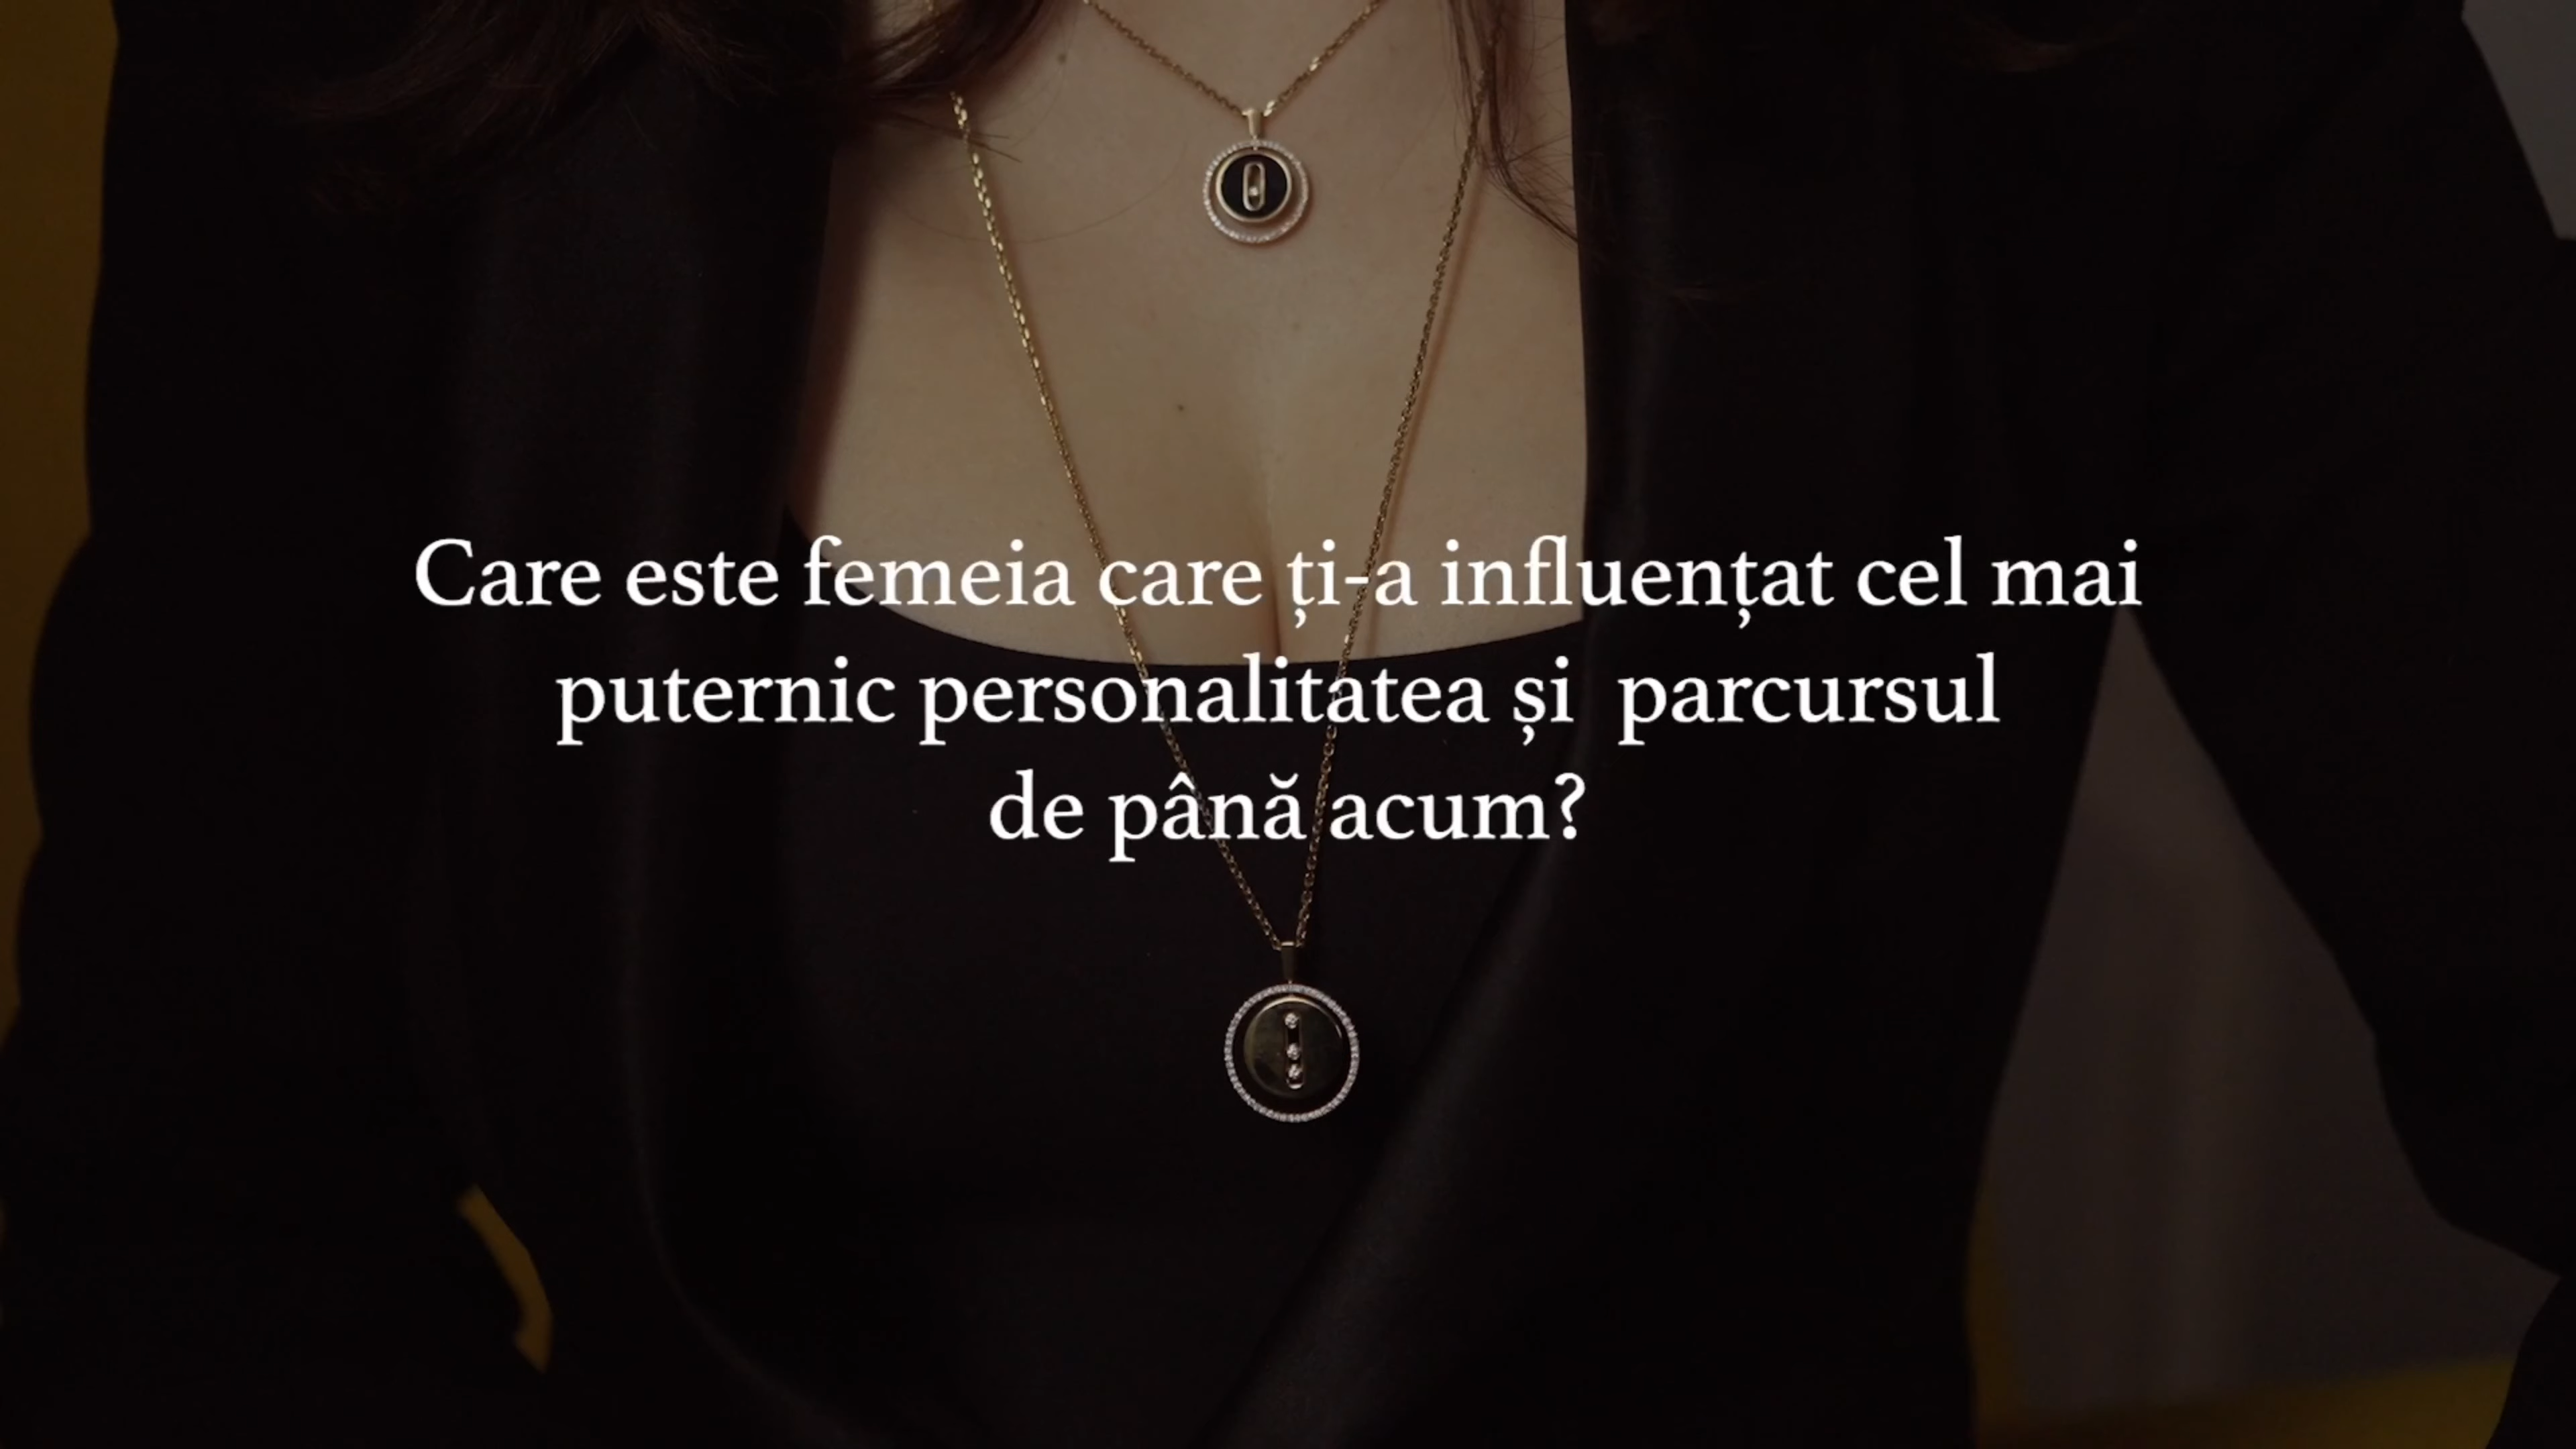 Care este femeia care ți-a influențat cel mai
puternic personalitatea și  parcursul
de până acum?